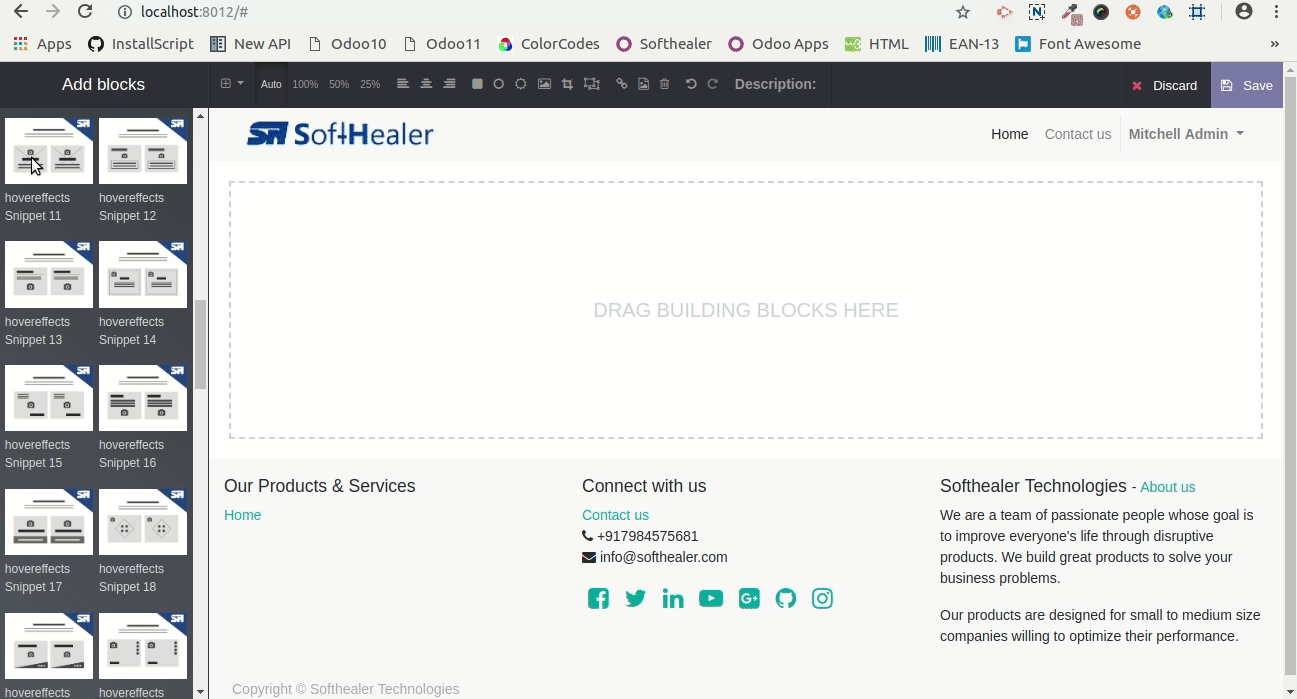 localhost:8012/#
Apps InstallScript New API Odoo10 Odoo11 ColorCodes Softhealer Odoo Apps HTML EAN-13 Font Awesome »
Add blocks Auto 100% 50% 25% Description: Discard Save
SH SoftHealer Home Contact us Mitchell Admin
hovereffects Snippet 11
hovereffects Snippet 12
hovereffects Snippet 13
hovereffects Snippet 14
hovereffects Snippet 15
hovereffects Snippet 16
hovereffects Snippet 17
hovereffects Snippet 18
hovereffects
hovereffects
DRAG BUILDING BLOCKS HERE
Our Products & Services
Home
Connect with us
Contact us
+917984575681
info@softhealer.com
Softhealer Technologies - About us
We are a team of passionate people whose goal is
to improve everyone's life through disruptive
products. We build great products to solve your
business problems.
Our products are designed for small to medium size
companies willing to optimize their performance.
Copyright © Softhealer Technologies